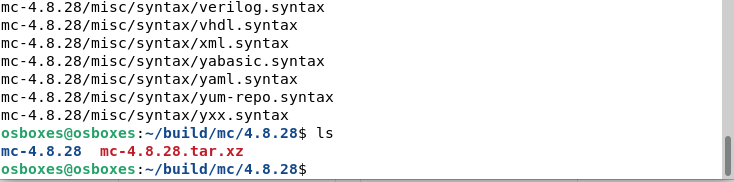 mc-4.8.28/misc/syntax/verilog.syntax
mc-4.8.28/misc/syntax/vhdl.syntax
mc-4.8.28/misc/syntax/xml.syntax
mc-4.8.28/misc/syntax/yabasic.syntax
mc-4.8.28/misc/syntax/yaml.syntax
mc-4.8.28/misc/syntax/yum-repo.syntax
mc-4.8.28/misc/syntax/yxx.syntax
osboxes@osboxes:~/build/mc/4.8.28$ ls
mc-4.8.28  mc-4.8.28.tar.xz
osboxes@osboxes:~/build/mc/4.8.28$